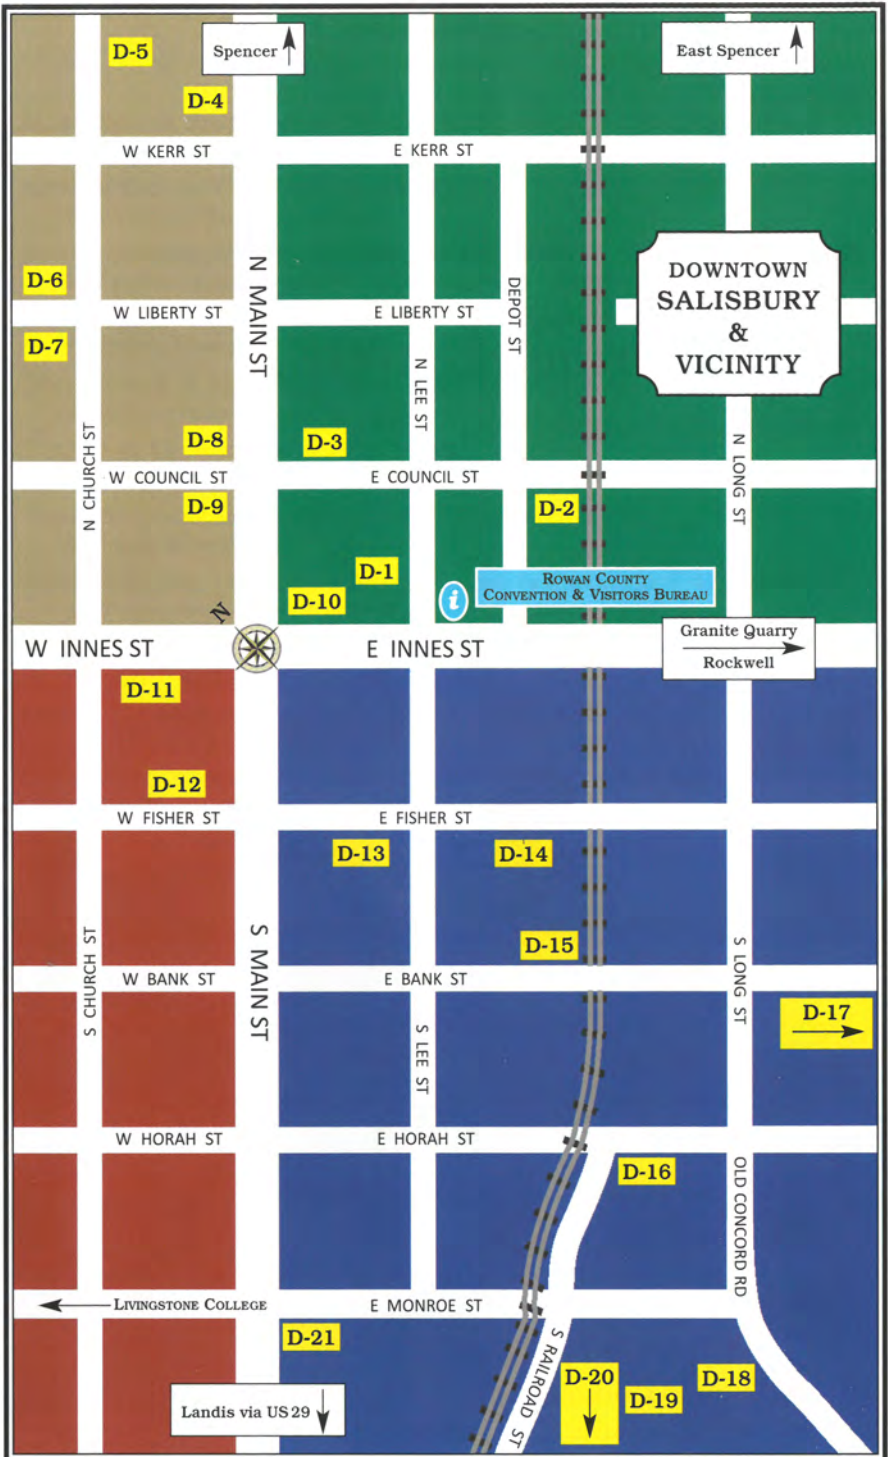 D-5
Spencer
East Spencer
D-4
W KERR ST
E KERR ST
DOWNTOWN
SALISBURY
&
VICINITY
D-6
N MAIN ST
DEPOT ST
W LIBERTY ST
E LIBERTY ST
D-7
N LEE ST
D-8
D-3
N CHURCH ST
N LONG ST
W COUNCIL ST
E COUNCIL ST
D-9
D-2
D-1
D-10
i
ROWAN COUNTY
CONVENTION & VISITORS BUREAU
N
W INNES ST
E INNES ST
Granite Quarry
Rockwell
D-11
D-12
W FISHER ST
E FISHER ST
D-13
D-14
D-15
S CHURCH ST
S MAIN ST
S LONG ST
W BANK ST
E BANK ST
S LEE ST
D-17
W HORAH ST
E HORAH ST
D-16
OLD CONCORD RD
LIVINGSTONE COLLEGE
E MONROE ST
D-21
S RAILROAD ST
D-20
D-18
D-19
Landis via US 29